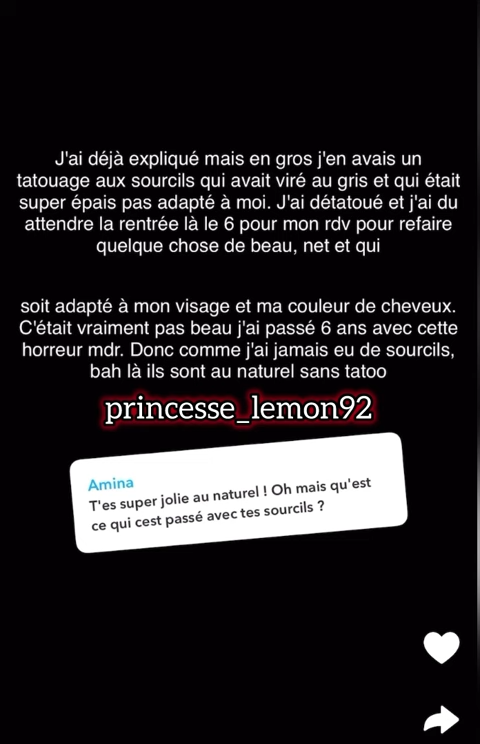 J'ai déjà expliqué mais en gros j'en avais un
tatouage aux sourcils qui avait viré au gris et qui était
super épais pas adapté à moi. J'ai détatoué et j'ai du
attendre la rentrée là le 6 pour mon rdv pour refaire
quelque chose de beau, net et qui
soit adapté à mon visage et ma couleur de cheveux.
C'était vraiment pas beau j'ai passé 6 ans avec cette
horreur mdr. Donc comme j'ai jamais eu de sourcils,
bah là ils sont au naturel sans tatoo
princesse_lemon92
Amina
T'es super jolie au naturel ! Oh mais qu'est
ce qui cest passé avec tes sourcils ?